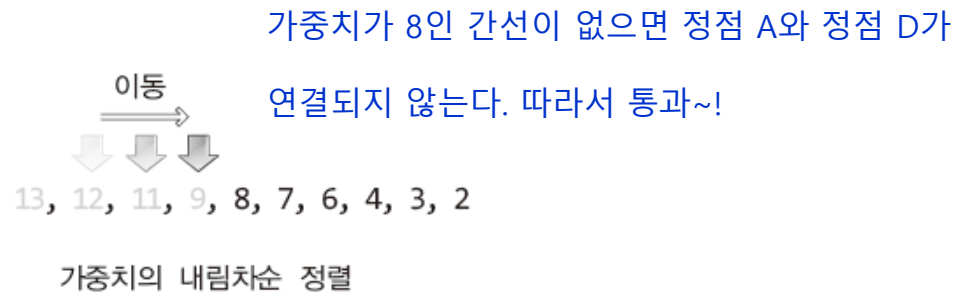 가중치가 8인 간선이 없으면 정점 A와 정점 D가
연결되지 않는다. 따라서 통과~!
이동
13, 12, 11, 9, 8, 7, 6, 4, 3, 2
가중치의 내림차순 정렬